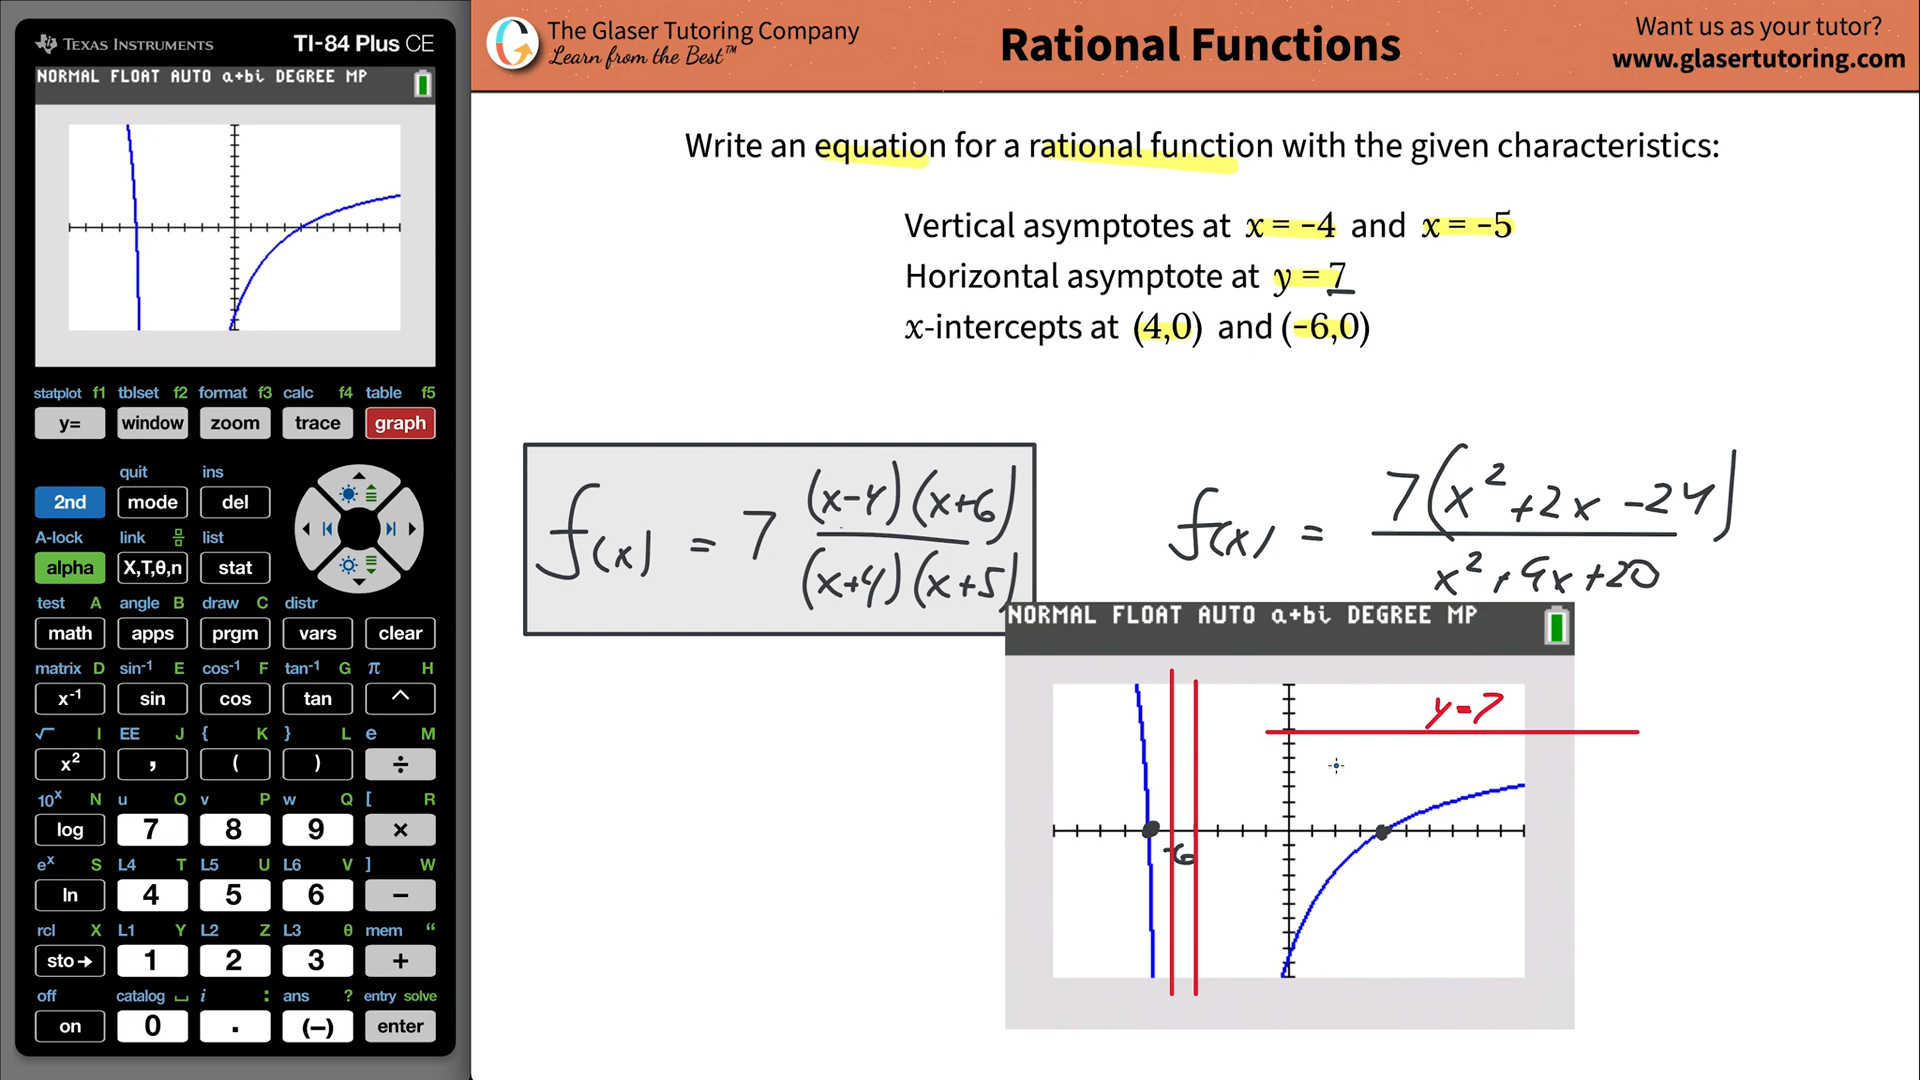 TEXAS INSTRUMENTS TI-84 Plus CE
NORMAL FLOAT AUTO a+bi DEGREE MP
statplot f1 tblset f2 format f3 calc f4 table f5
y= window zoom trace graph
quit ins
2nd mode del
A-lock link list
alpha X,T,θ,n stat
test A angle B draw C distr
math apps prgm vars clear
matrix D sin⁻¹ E cos⁻¹ F tan⁻¹ G π H
x⁻¹ sin cos tan ^
√ I EE J { K } L e M
x² , ( ) ÷
10ˣ N u O v P w Q [ R
log 7 8 9 ×
eˣ S L4 T L5 U L6 V ] W
ln 4 5 6 −
rcl X L1 Y L2 Z L3 θ mem “
sto→ 1 2 3 +
off catalog ⎵ i : ans ? entry solve
on 0 . (−) enter
The Glaser Tutoring Company
Learn from the Best™
Rational Functions
Want us as your tutor?
www.glasertutoring.com
Write an equation for a rational function with the given characteristics:
Vertical asymptotes at x = −4 and x = −5
Horizontal asymptote at y = 7
x-intercepts at (4,0) and (−6,0)
f(x) = 7 (x-4)(x+6)
(x+4)(x+5)
f(x) = 7(x²+2x-24)
x²+9x+20
NORMAL FLOAT AUTO a+bi DEGREE MP
y=7
-6